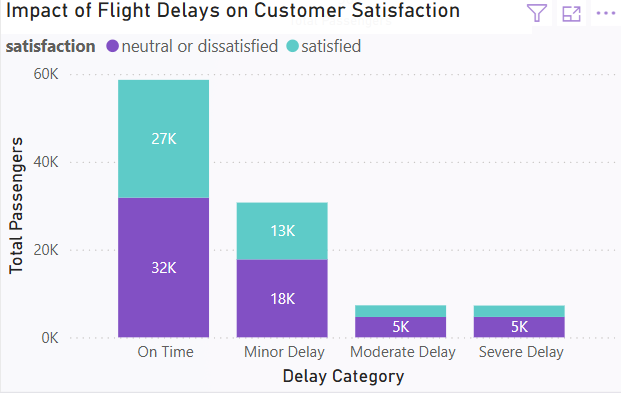 Impact of Flight Delays on Customer Satisfaction
satisfaction neutral or dissatisfied satisfied
60K
40K
20K
0K
Total Passengers
27K
32K
13K
18K
5K
5K
On Time Minor Delay Moderate Delay Severe Delay
Delay Category